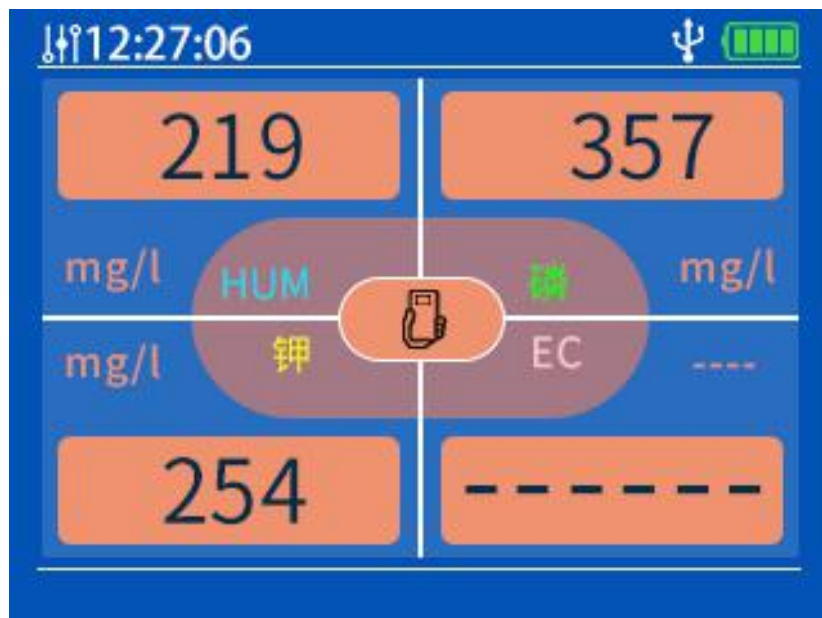 12:27:06
219 357
mg/l HUM 磷 mg/l
mg/l 钾 EC ----
254 ------